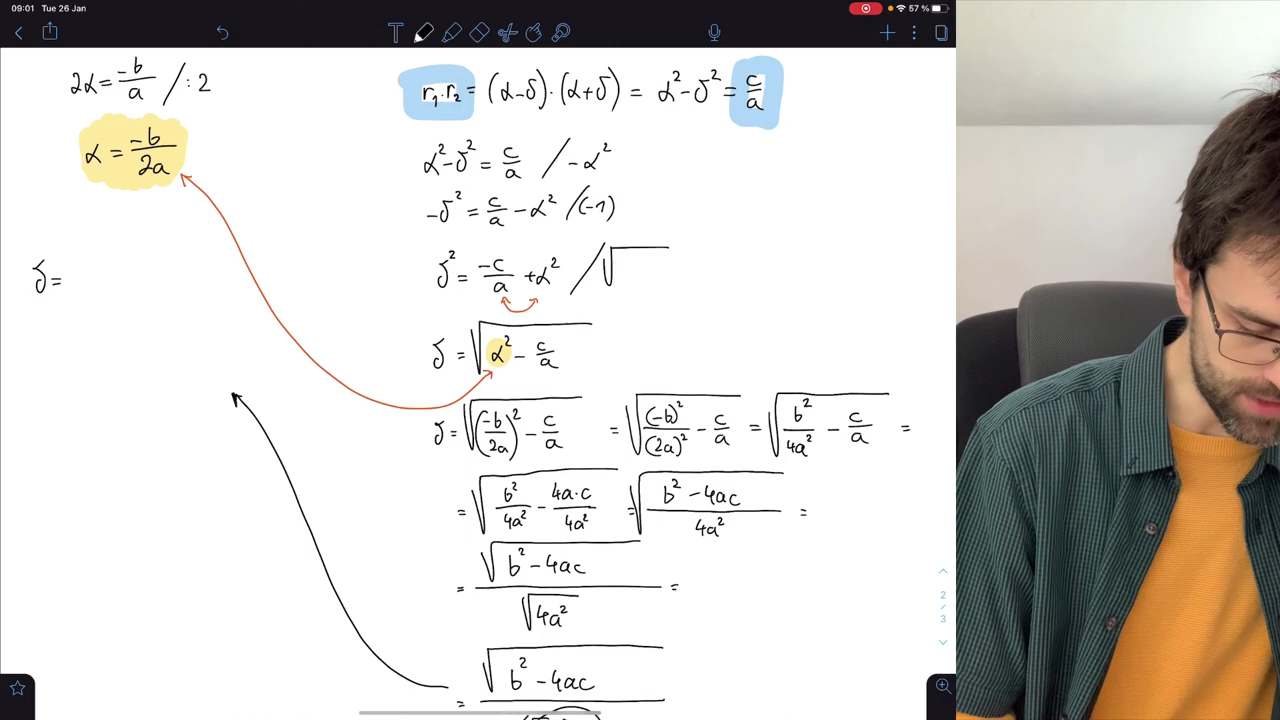 09:01 Tue 26 Jan
57 %
T
2α = -b/a /:2
α = -b/2a
δ =
r₁·r₂ = (α-δ)·(α+δ) = α²-δ² = c/a
α²-δ² = c/a /-α²
-δ² = c/a - α² /(-1)
δ² = -c/a + α² /√
δ = √(α² - c/a)
δ = √((-b/2a)² - c/a) = √((-b)²/(2a)² - c/a) = √(b²/4a² - c/a) =
= √(b²/4a² - 4a·c/4a²) = √((b² - 4ac)/4a²) =
= √(b² - 4ac)/√(4a²) =
= √(b² - 4ac)
2
/
3